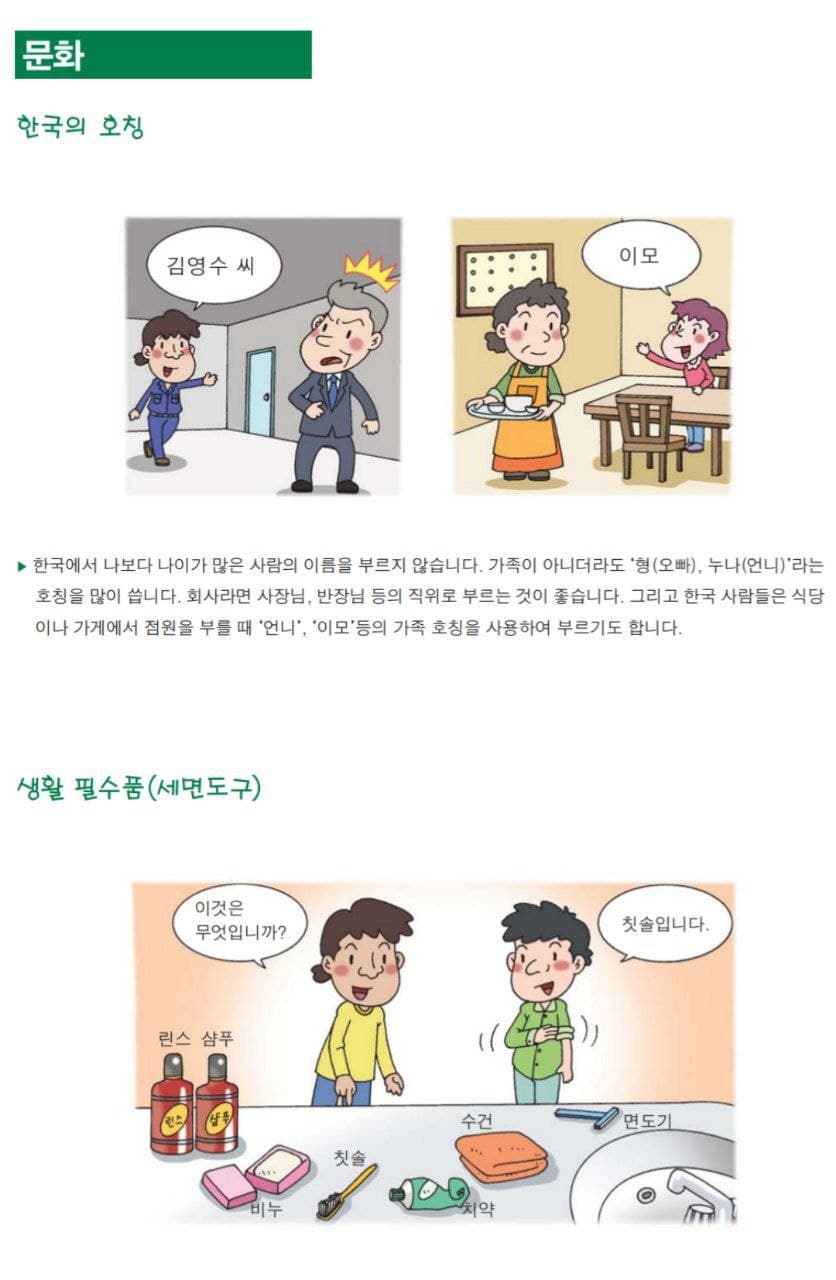 문화
한국의 호칭
김영수 씨
이모
▶ 한국에서 나보다 나이가 많은 사람의 이름을 부르지 않습니다. 가족이 아니더라도 '형(오빠), 누나(언니)'라는
호칭을 많이 씁니다. 회사라면 사장님, 반장님 등의 직위로 부르는 것이 좋습니다. 그리고 한국 사람들은 식당
이나 가게에서 점원을 부를 때 '언니', '이모'등의 가족 호칭을 사용하여 부르기도 합니다.
생활 필수품(세면도구)
이것은
무엇입니까?
칫솔입니다.
린스 샴푸
린스
샴푸
수건
면도기
칫솔
비누
치약